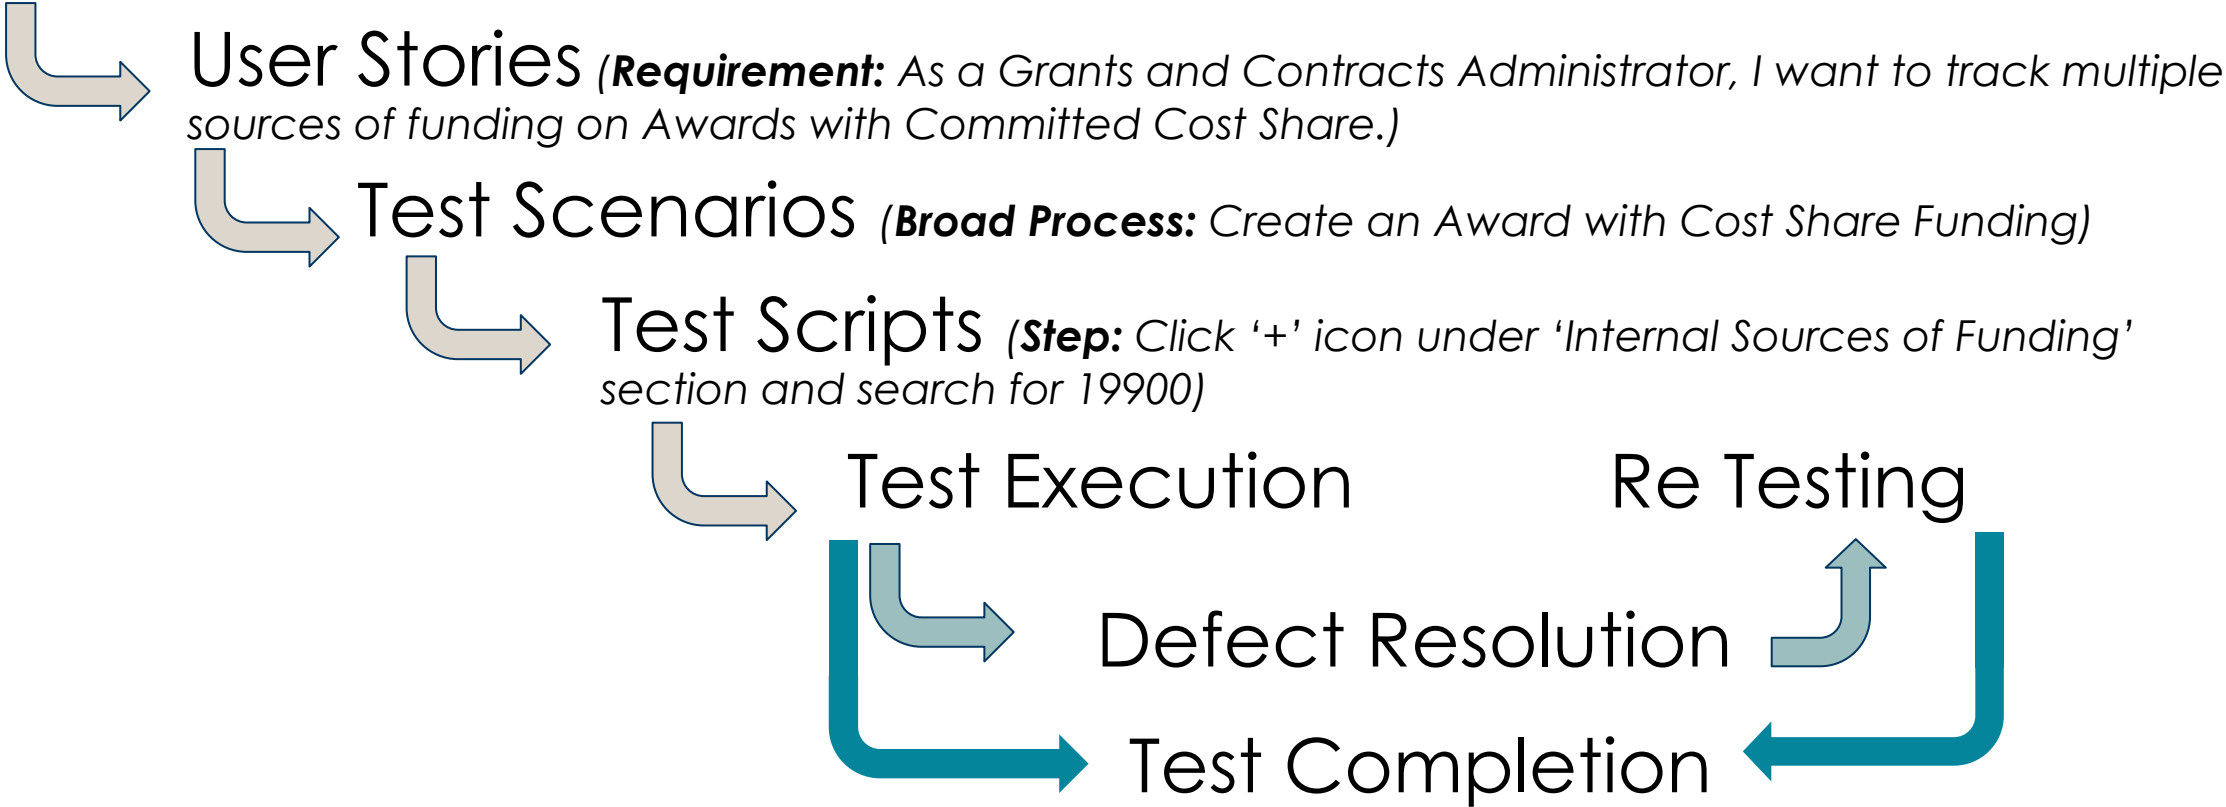 User Stories (Requirement: As a Grants and Contracts Administrator, I want to track multiple
sources of funding on Awards with Committed Cost Share.)
Test Scenarios (Broad Process: Create an Award with Cost Share Funding)
Test Scripts (Step: Click ‘+’ icon under ‘Internal Sources of Funding’
section and search for 19900)
Test Execution
Re Testing
Defect Resolution
Test Completion